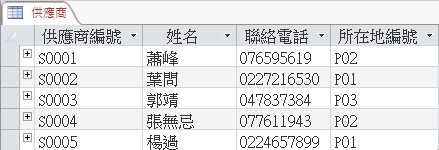 供應商
供應商編號 姓名 聯絡電話 所在地編號
S0001 蕭峰 076595619 P02
S0002 葉問 0227216530 P01
S0003 郭靖 047837384 P03
S0004 張無忌 077611943 P02
S0005 楊過 0224657899 P01